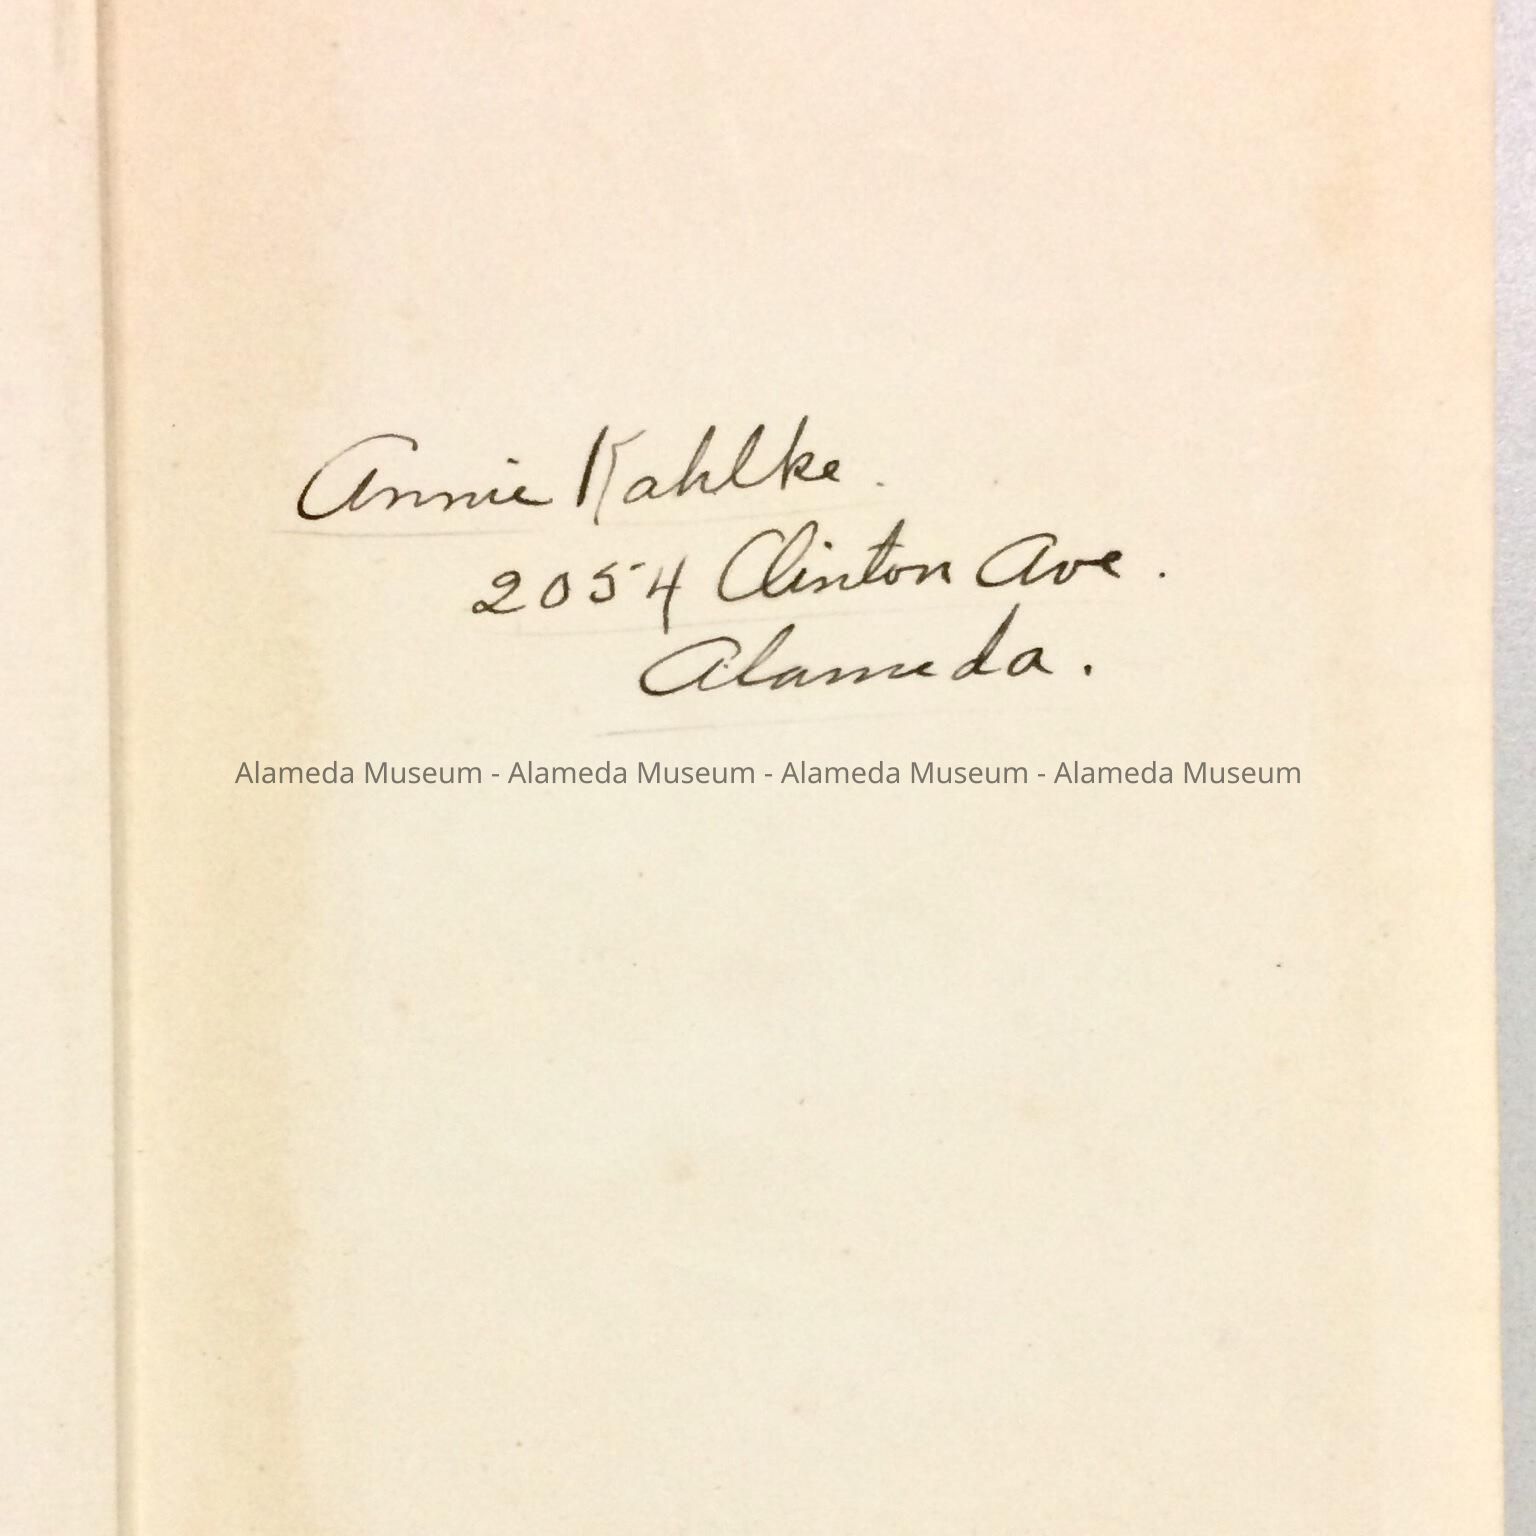 Annie Kahlke.
2054 Clinton Ave.
Alameda.
Alameda Museum - Alameda Museum - Alameda Museum - Alameda Museum